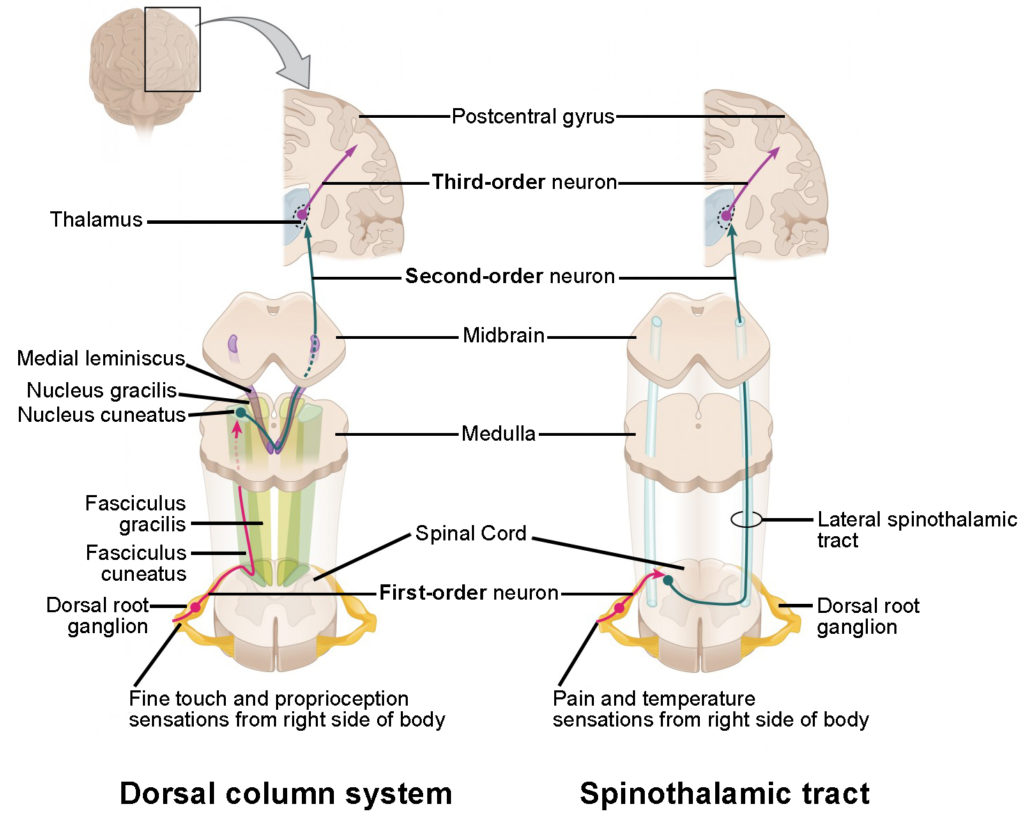 Postcentral gyrus
Third-order neuron
Thalamus
Second-order neuron
Midbrain
Medial leminiscus
Nucleus gracilis
Nucleus cuneatus
Medulla
Fasciculus
gracilis
Fasciculus
cuneatus
Spinal Cord
Lateral spinothalamic
tract
First-order neuron
Dorsal root
ganglion
Dorsal root
ganglion
Fine touch and proprioception
sensations from right side of body
Pain and temperature
sensations from right side of body
Dorsal column system
Spinothalamic tract